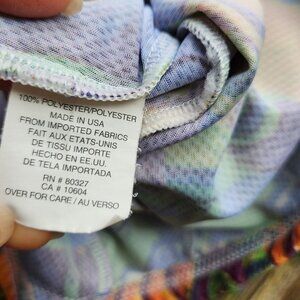 100% POLYESTER/POLYESTER
MADE IN USA
FROM IMPORTED FABRICS
FAIT AUX ETATS-UNIS
DE TISSU IMPORTE
HECHO EN EE.UU.
DE TELA IMPORTADA
RN # 80327
CA # 10604
OVER FOR CARE / AU VERSO